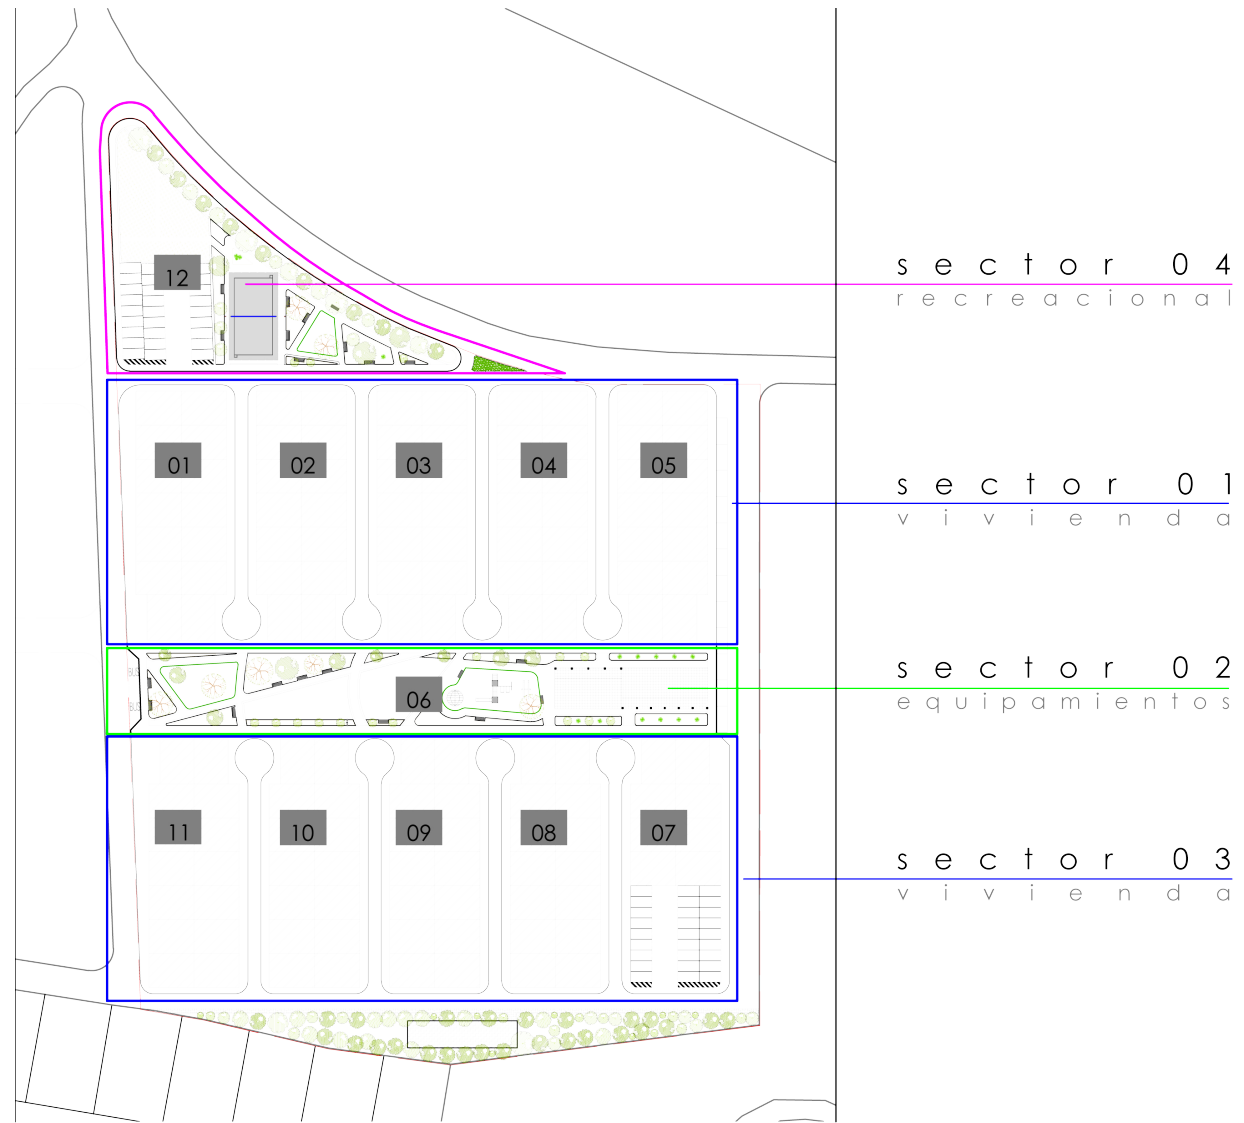 sector 04
recreacional
12
01 02 03 04 05
sector 01
vivienda
sector 02
equipamientos
06
11 10 09 08 07
sector 03
vivienda